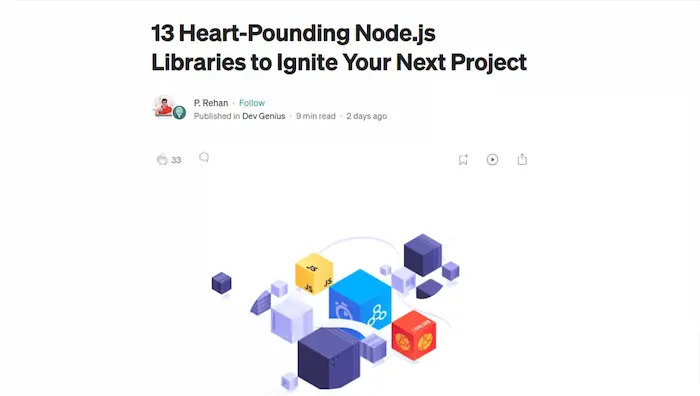 13 Heart-Pounding Node.js
Libraries to Ignite Your Next Project
P. Rehan · Follow
Published in Dev Genius · 9 min read · 2 days ago
33
JS
JS
JS